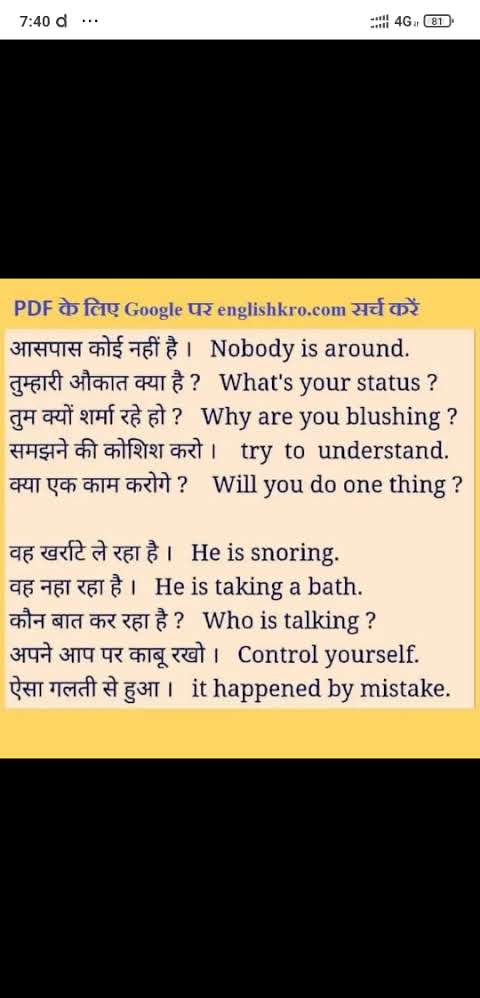 7:40 d ...
4G 81
PDF के लिए Google पर englishkro.com सर्च करें
आसपास कोई नहीं है । Nobody is around.
तुम्हारी औकात क्या है ? What's your status ?
तुम क्यों शर्मा रहे हो ? Why are you blushing ?
समझने की कोशिश करो । try to understand.
क्या एक काम करोगे ? Will you do one thing ?
वह खर्राटे ले रहा है । He is snoring.
वह नहा रहा है । He is taking a bath.
कौन बात कर रहा है ? Who is talking ?
अपने आप पर काबू रखो । Control yourself.
ऐसा गलती से हुआ । it happened by mistake.